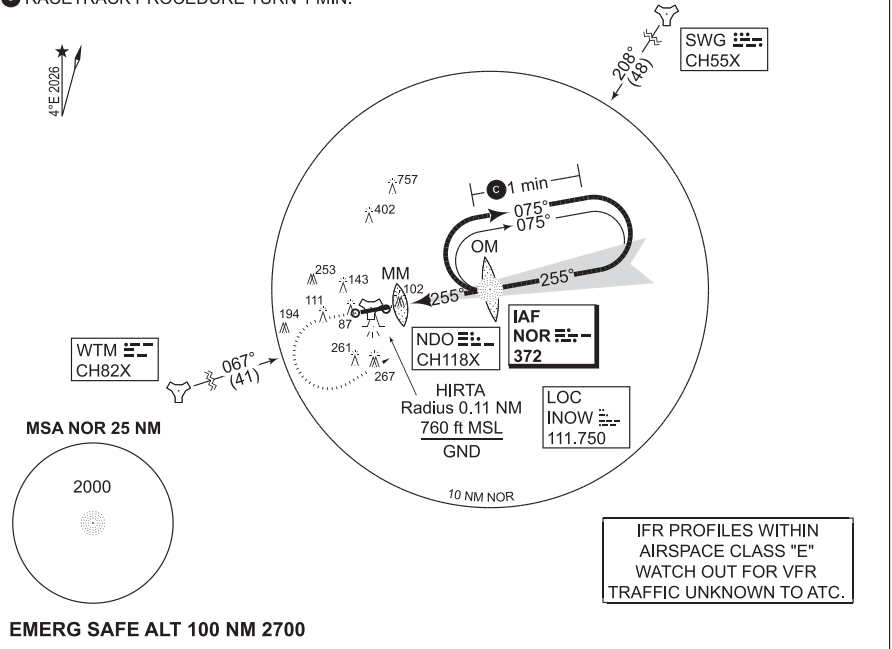 C RACETRACK PROCEDURE TURN 1 MIN.
SWG
CH55X
208°
(48)
4°E 2026
757
402
C 1 min
075°
075°
OM
253
143
MM
102
255°
255°
111
194
87
IAF
NOR
372
NDO
CH118X
261
267
WTM
CH82X
067°
(41)
HIRTA
Radius 0.11 NM
760 ft MSL
GND
LOC
INOW
111.750
MSA NOR 25 NM
2000
10 NM NOR
IFR PROFILES WITHIN
AIRSPACE CLASS "E"
WATCH OUT FOR VFR
TRAFFIC UNKNOWN TO ATC.
EMERG SAFE ALT 100 NM 2700